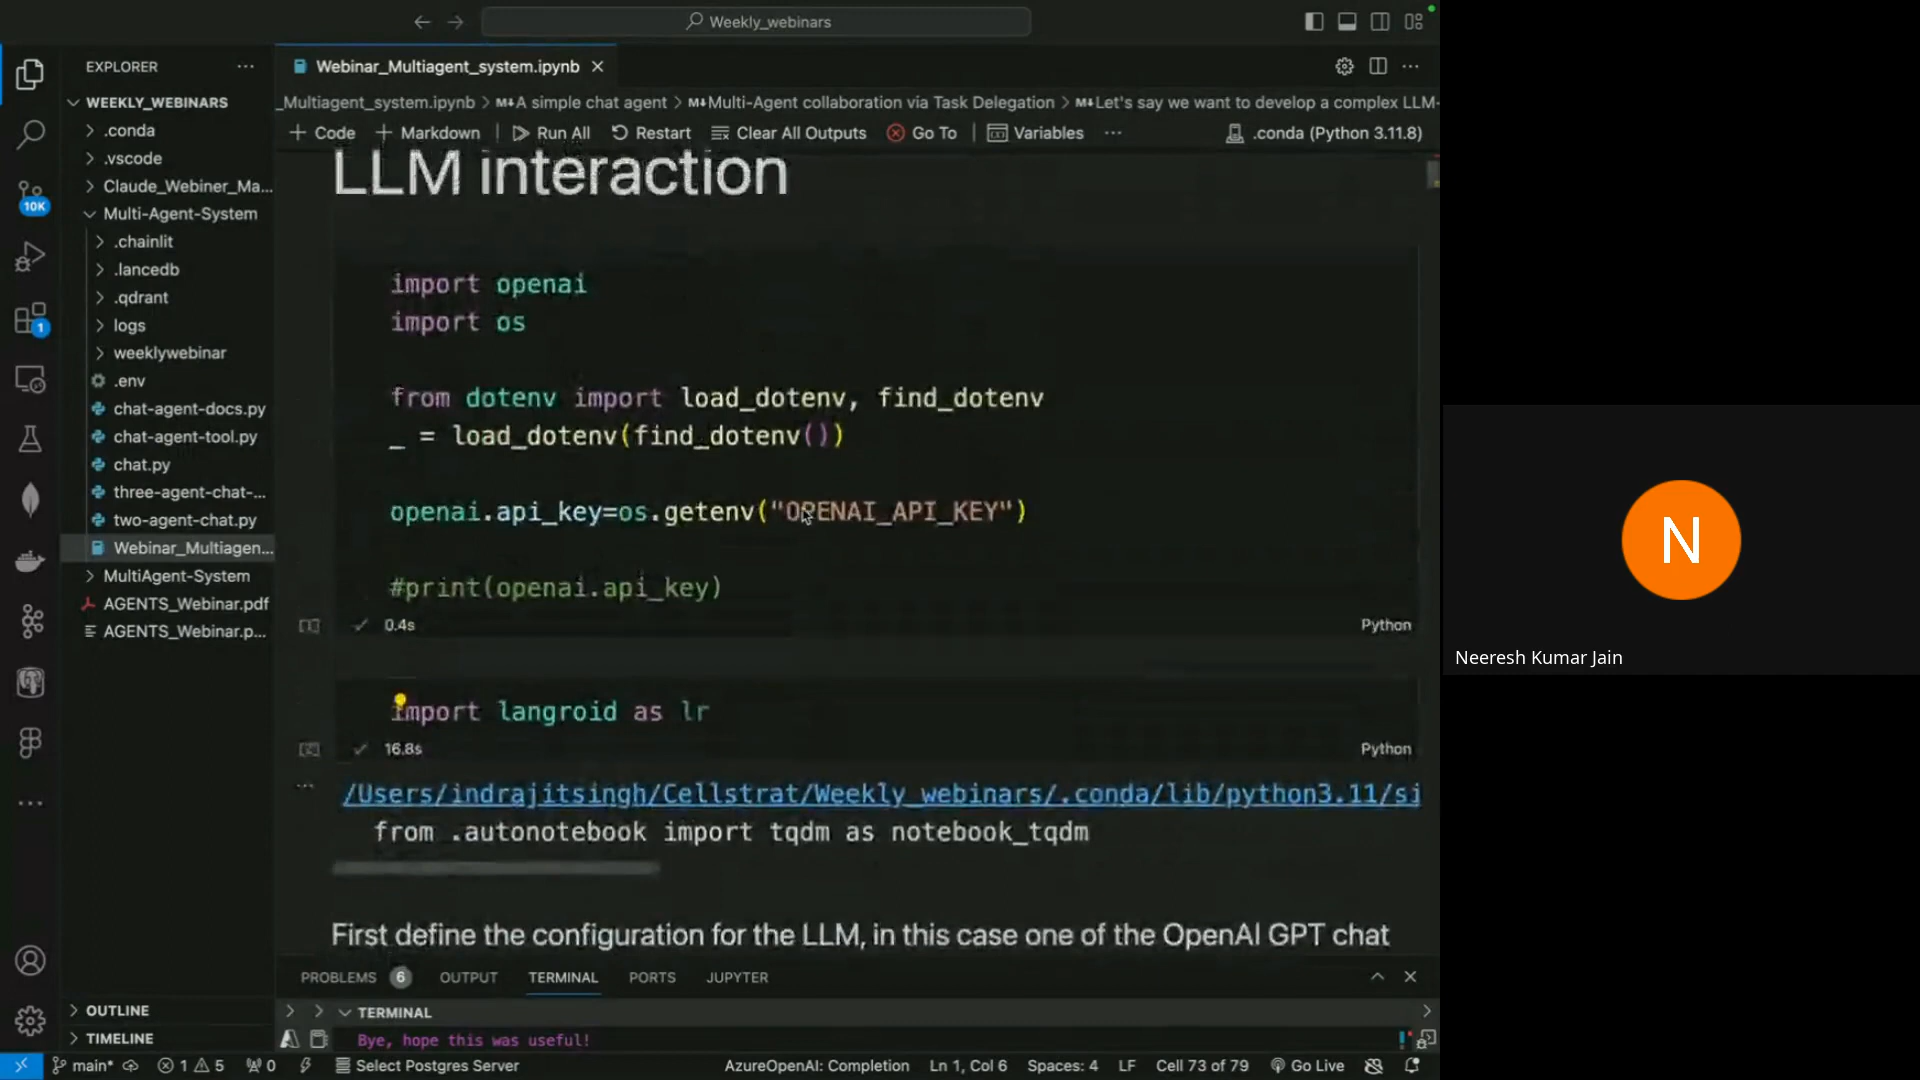 Weekly_webinars
EXPLORER
Webinar_Multiagent_system.ipynb
WEEKLY_WEBINARS
_Multiagent_system.ipynb > M↓A simple chat agent > M↓Multi-Agent collaboration via Task Delegation > M↓Let's say we want to develop a complex LLM-
+ Code + Markdown Run All Restart Clear All Outputs Go To Variables ... .conda (Python 3.11.8)
.conda
.vscode
Claude_Webiner_Ma...
Multi-Agent-System
.chainlit
.lancedb
.qdrant
logs
weeklywebinar
.env
chat-agent-docs.py
chat-agent-tool.py
chat.py
three-agent-chat-...
two-agent-chat.py
Webinar_Multiagen...
MultiAgent-System
AGENTS_Webinar.pdf
AGENTS_Webinar.p...
10K
1
OUTLINE
TIMELINE
LLM interaction
import openai
import os
from dotenv import load_dotenv, find_dotenv
_ = load_dotenv(find_dotenv())
openai.api_key=os.getenv("OPENAI_API_KEY")
#print(openai.api_key)
[1] 0.4s Python
import langroid as lr
[2] 16.8s Python
/Users/indrajitsingh/Cellstrat/Weekly_webinars/.conda/lib/python3.11/si
from .autonotebook import tqdm as notebook_tqdm
First define the configuration for the LLM, in this case one of the OpenAI GPT chat
PROBLEMS 6 OUTPUT TERMINAL PORTS JUPYTER
TERMINAL
Bye, hope this was useful!
main* 1 5 0 Select Postgres Server AzureOpenAI: Completion Ln 1, Col 6 Spaces: 4 LF Cell 73 of 79 Go Live
N
Neeresh Kumar Jain